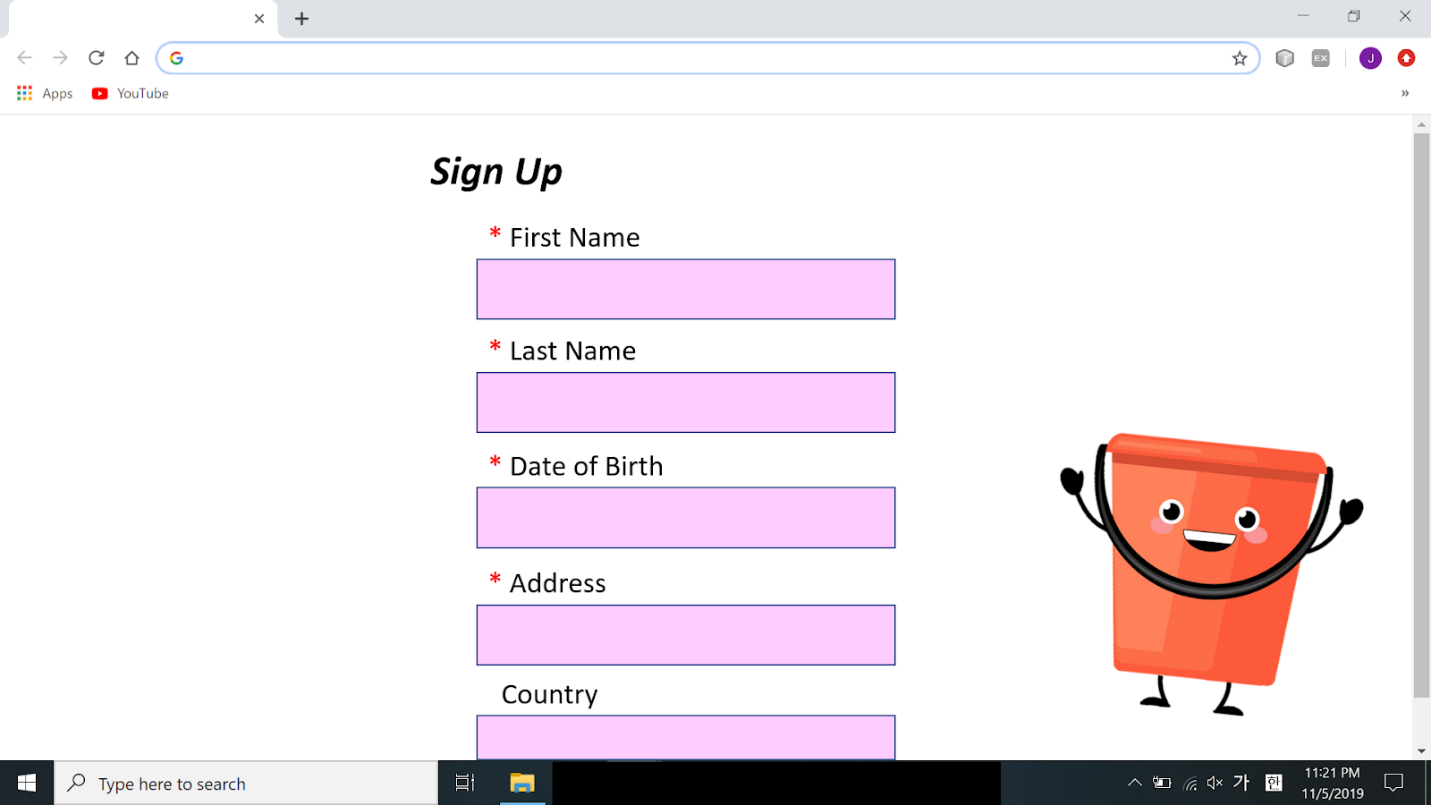 EX
J
Apps
YouTube
»
Sign Up
* First Name
* Last Name
* Date of Birth
* Address
Country
Type here to search
가
한
11:21 PM
11/5/2019